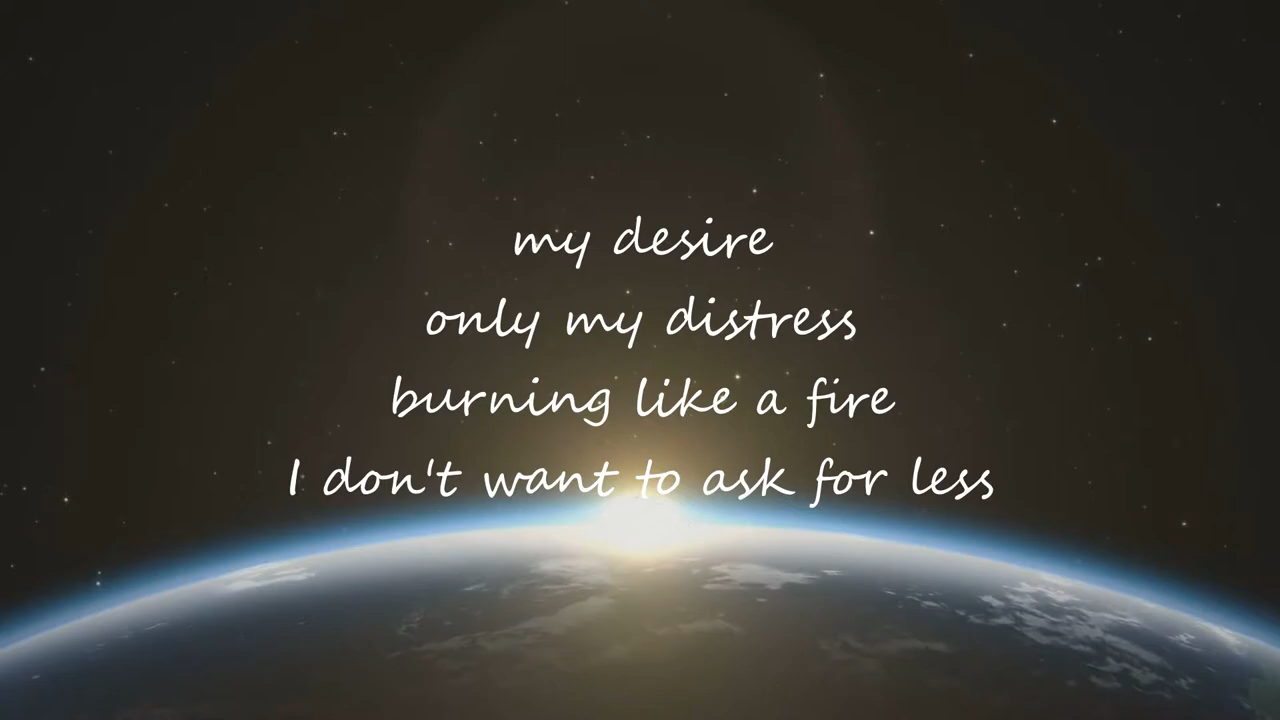 my desire
only my distress
burning like a fire
I don't want to ask for less